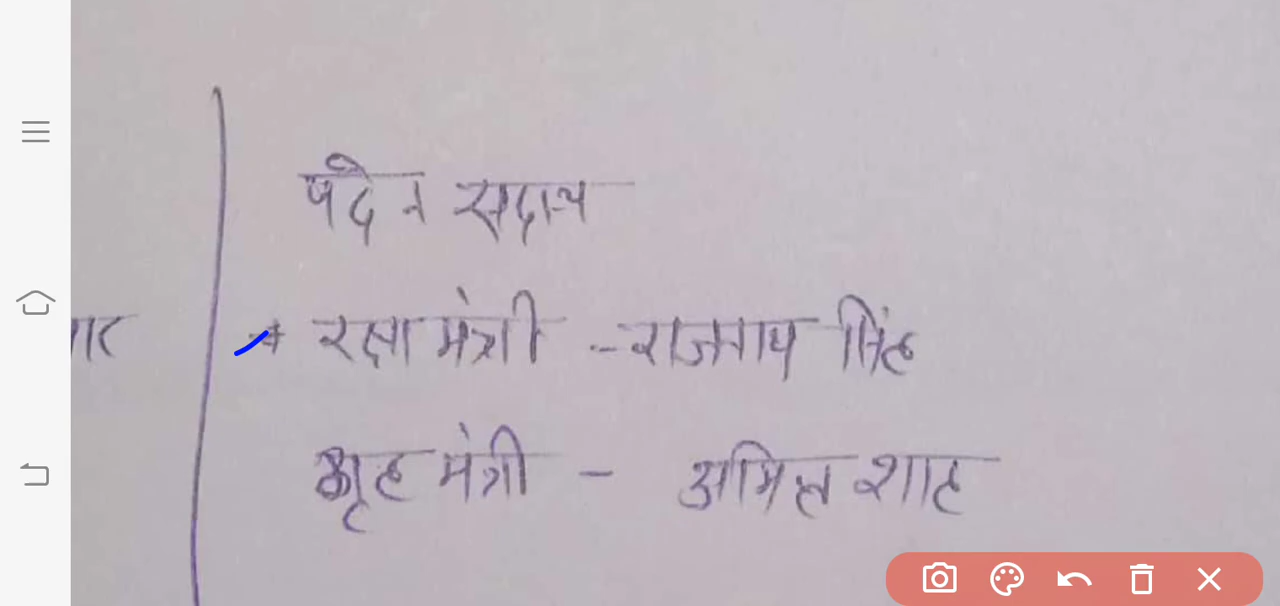 पदेन सदस्य
रक्षा मंत्री - राजनाथ सिंह
गृह मंत्री - अमित शाह